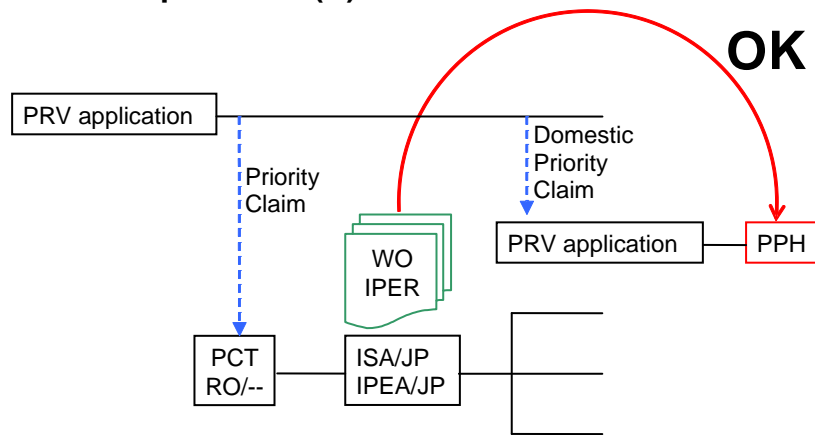 OK
PRV application
Priority
Claim
Domestic
Priority
Claim
PRV application
PPH
WO
IPER
PCT
RO/--
ISA/JP
IPEA/JP